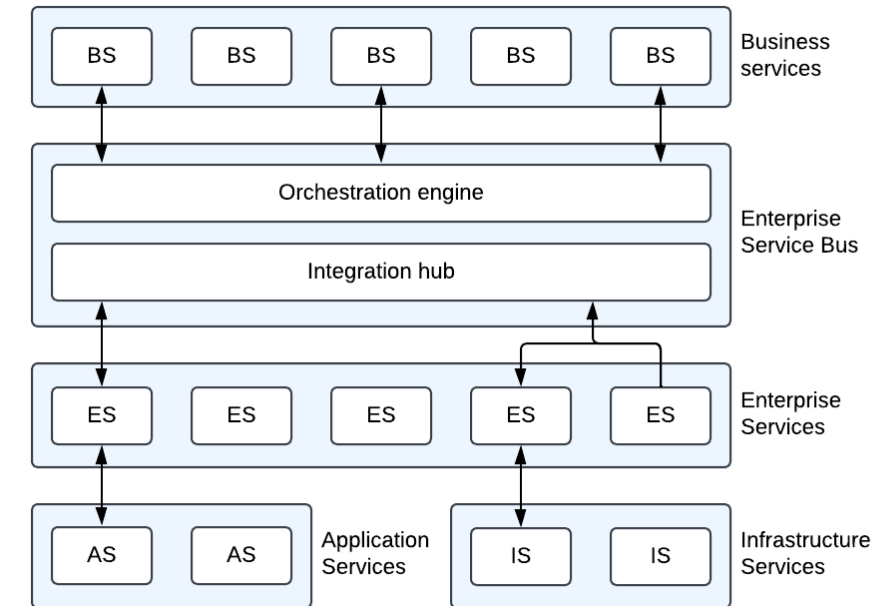 BS BS BS BS BS
Business
services
Orchestration engine
Integration hub
Enterprise
Service Bus
ES ES ES ES ES
Enterprise
Services
AS AS
Application
Services
IS IS
Infrastructure
Services